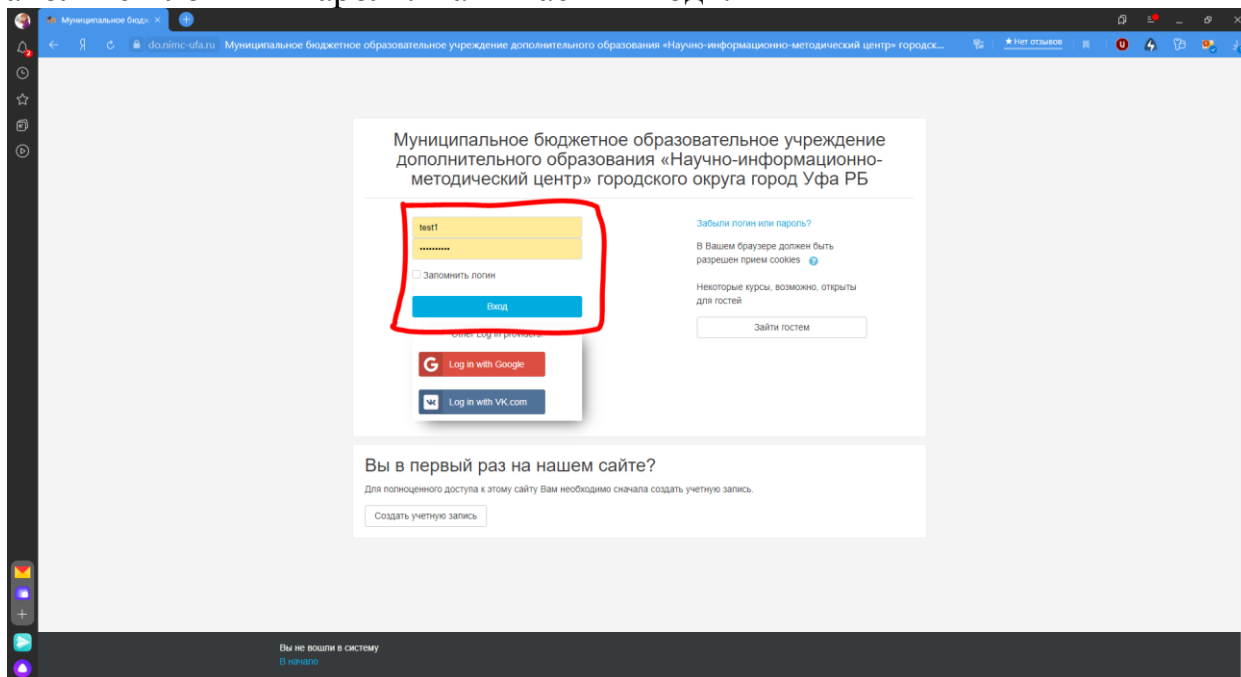 Муниципальное бюдж
do.nimc-ufa.ru Муниципальное бюджетное образовательное учреждение дополнительного образования «Научно-информационно-методический центр» городск...
★ Нет отзывов
Муниципальное бюджетное образовательное учреждение
дополнительного образования «Научно-информационно-
методический центр» городского округа город Уфа РБ
test1
••••••••••
Запомнить логин
Вход
Other Log in providers:
Log in with Google
Log in with VK.com
Забыли логин или пароль?
В Вашем браузере должен быть
разрешен прием cookies
Некоторые курсы, возможно, открыты
для гостей
Зайти гостем
Вы в первый раз на нашем сайте?
Для полноценного доступа к этому сайту Вам необходимо сначала создать учетную запись.
Создать учетную запись
Вы не вошли в систему
В начало